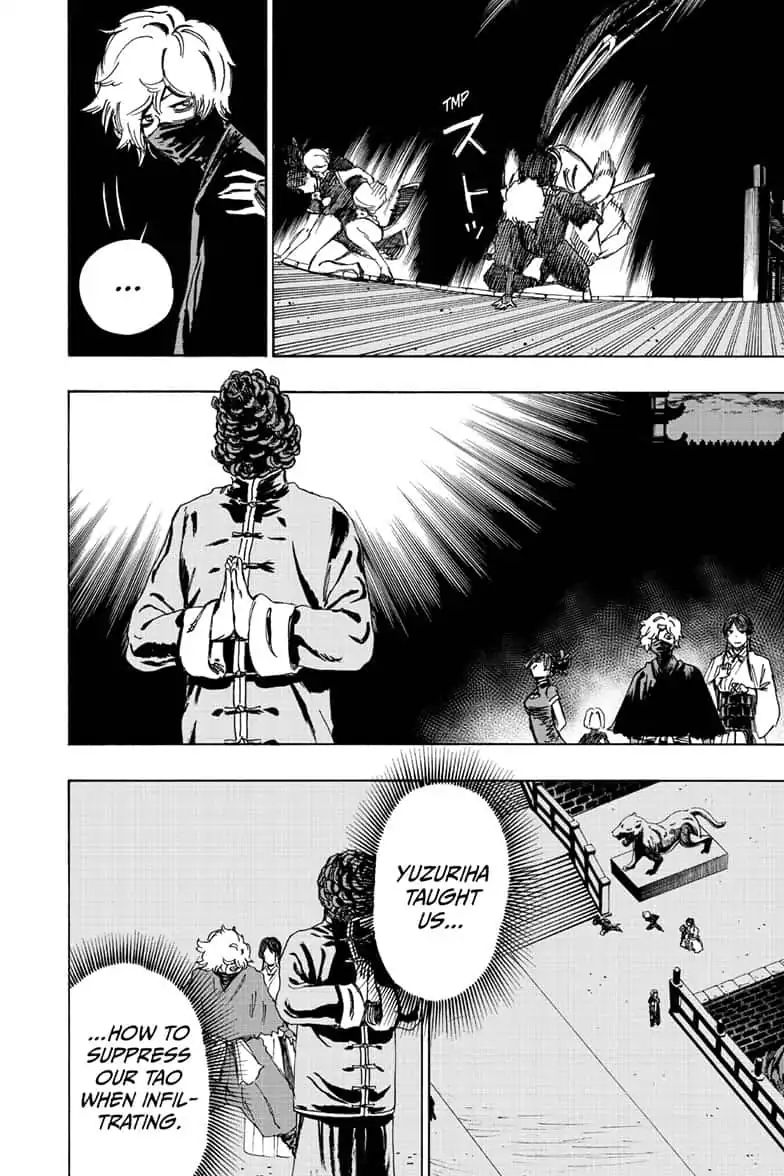 TMP
ストッ
...
YUZURIHA
TAUGHT
US...
...HOW TO
SUPPRESS
OUR TAO
WHEN INFIL-
TRATING.